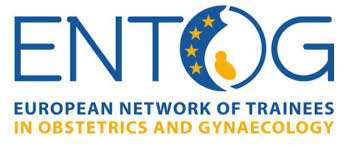 ENTOG
EUROPEAN NETWORK OF TRAINEES
IN OBSTETRICS AND GYNAECOLOGY